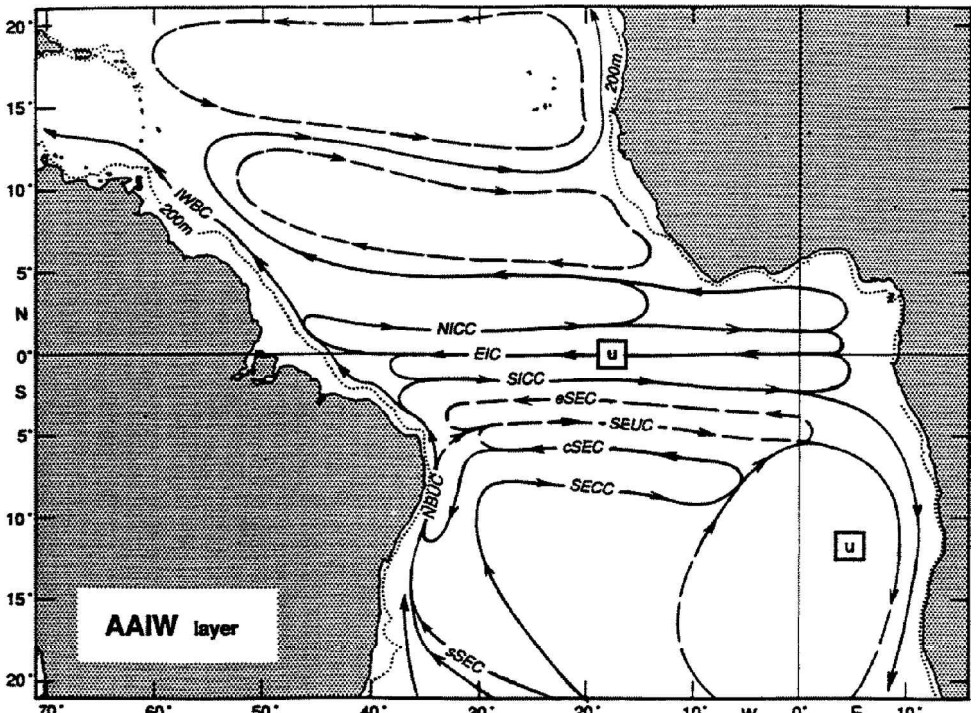 20°
15°
10°
5°
N
0°
S
5°
10°
15°
20°
200m
IWBC
200m
NICC
EIC
u
SICC
eSEC
SEUC
cSEC
NBUC
SECC
u
sSEC
AAIW layer
70° 60° 50° 40° 30° 20° 10° W 0° E 10°